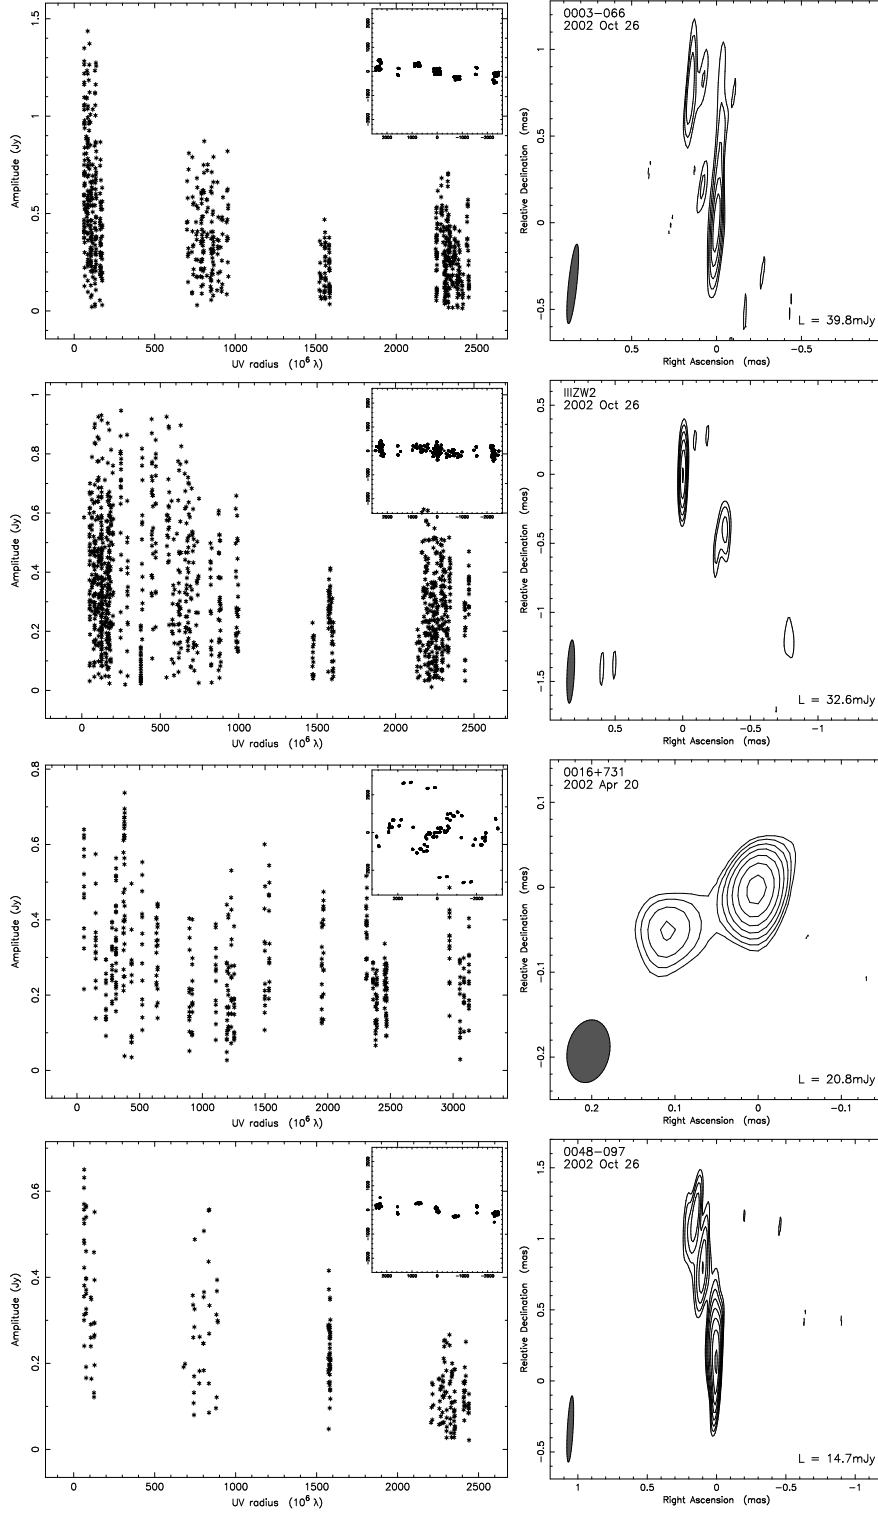 0003−066
2002 Oct 26
L = 39.8mJy
Amplitude (Jy)
0 0.5 1 1.5
0 500 1000 1500 2000 2500
UV radius (10⁶ λ)
Relative Declination (mas)
−0.5 0 0.5 1
0.5 0 −0.5
Right Ascension (mas)
IIIZW2
2002 Oct 26
L = 32.6mJy
Amplitude (Jy)
0 0.2 0.4 0.6 0.8 1
0 500 1000 1500 2000 2500
UV radius (10⁶ λ)
Relative Declination (mas)
−1.5 −1 −0.5 0 0.5
0.5 0 −0.5 −1
Right Ascension (mas)
0016+731
2002 Apr 20
L = 20.8mJy
Amplitude (Jy)
0 0.2 0.4 0.6 0.8
0 500 1000 1500 2000 2500 3000
UV radius (10⁶ λ)
Relative Declination (mas)
−0.2 −0.1 0 0.1
0.2 0.1 0 −0.1
Right Ascension (mas)
0048−097
2002 Oct 26
L = 14.7mJy
Amplitude (Jy)
0 0.2 0.4 0.6
0 500 1000 1500 2000 2500
UV radius (10⁶ λ)
Relative Declination (mas)
−0.5 0 0.5 1 1.5
1 0.5 0 −0.5 −1
Right Ascension (mas)